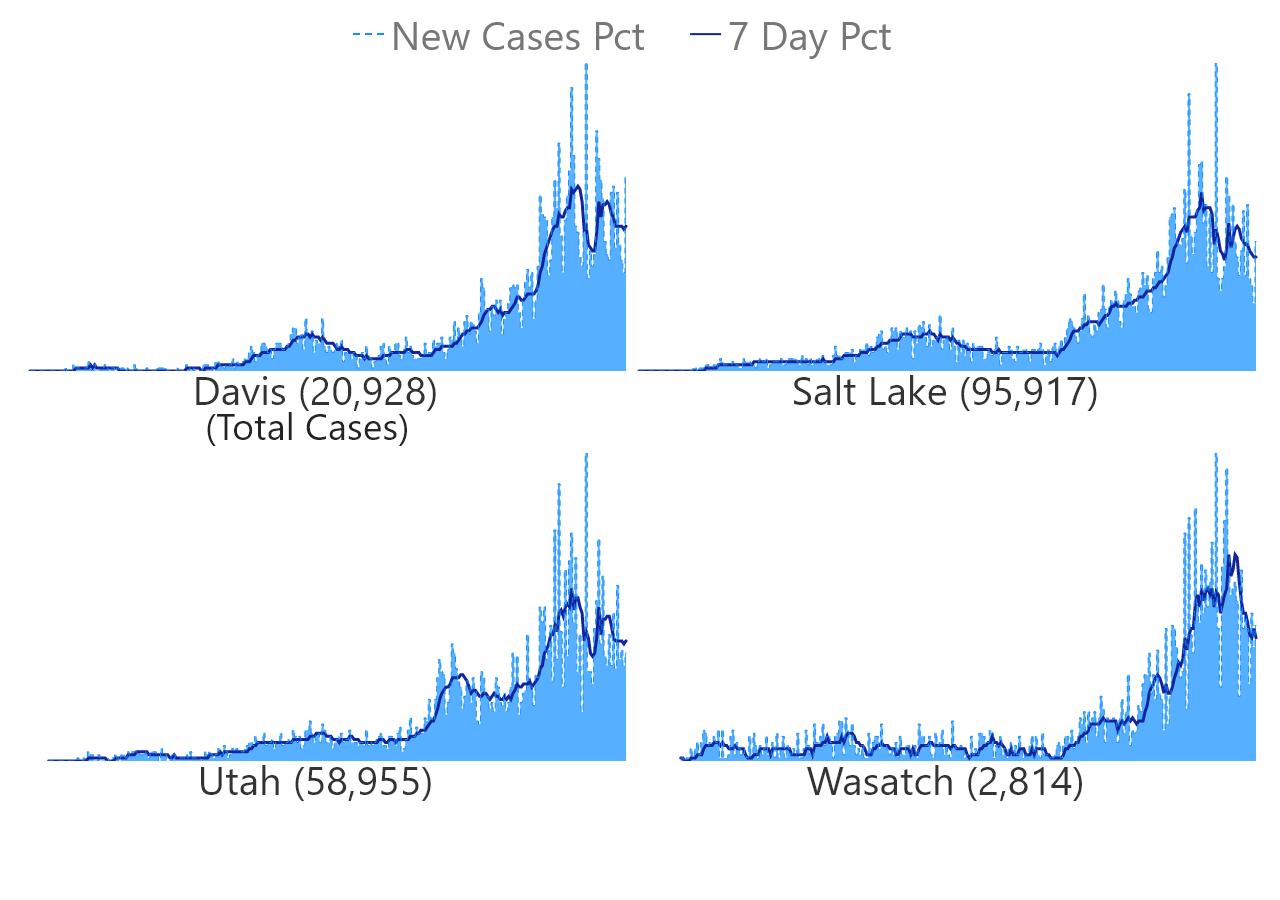 New Cases Pct 7 Day Pct
Davis (20,928)
(Total Cases)
Salt Lake (95,917)
Utah (58,955)
Wasatch (2,814)